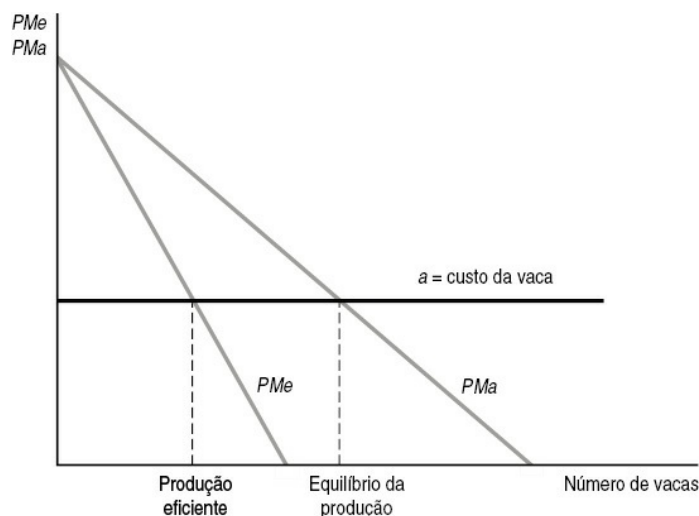 PMe
PMa
a = custo da vaca
PMe
PMa
Produção
eficiente
Equilíbrio da
produção
Número de vacas